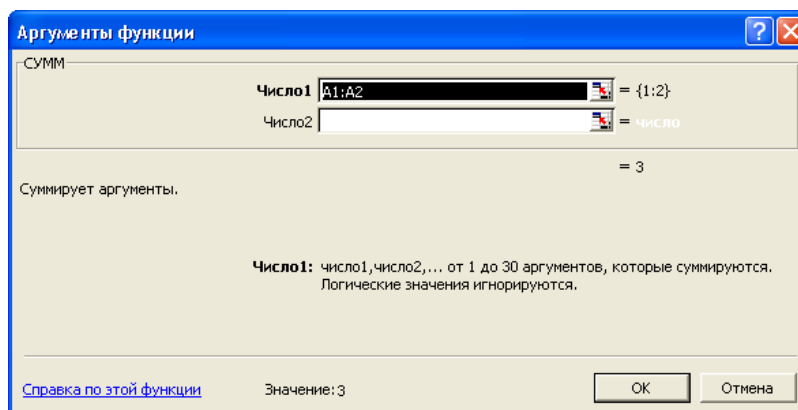 Аргументы функции
СУММ
Число1 A1:A2 = {1:2}
Число2 = число
= 3
Суммирует аргументы.
Число1: число1,число2,... от 1 до 30 аргументов, которые суммируются.
Логические значения игнорируются.
Справка по этой функции Значение:3 ОК Отмена